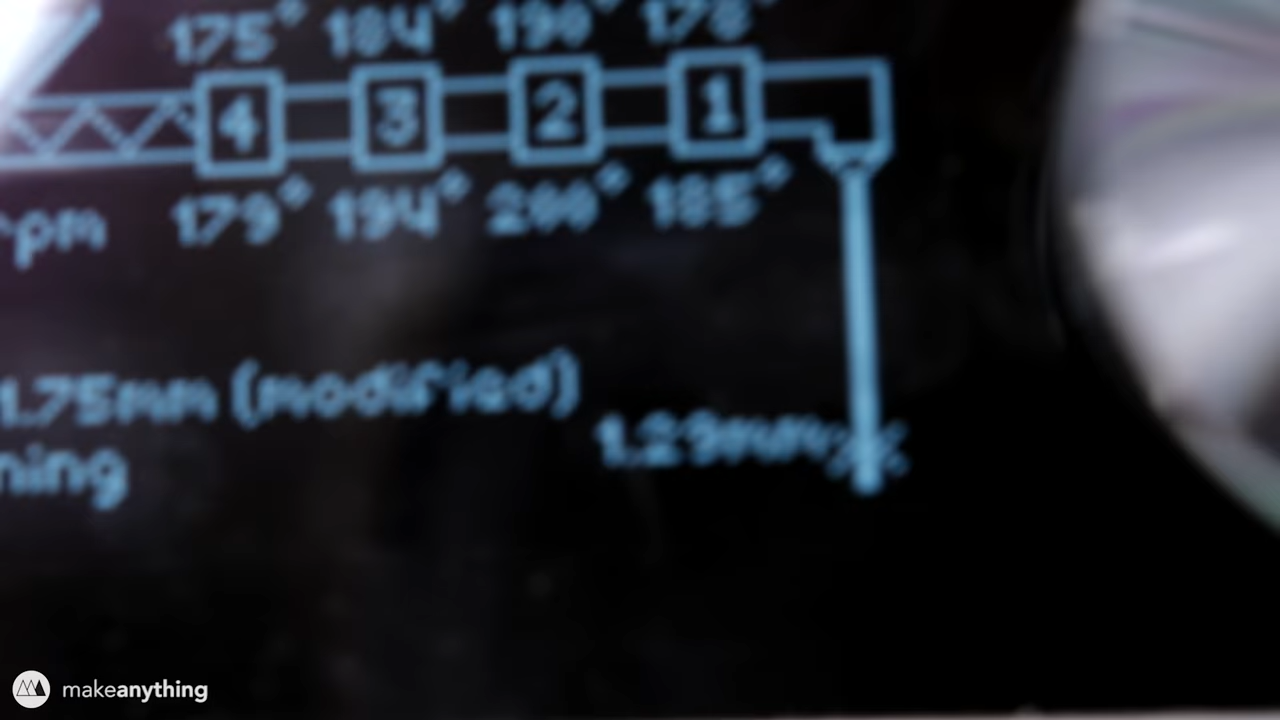 175° 184° 190° 178°
4 3 2 1
rpm 179° 194° 200° 185°
1.75mm (modified)
1.29mm
ning
makeanything